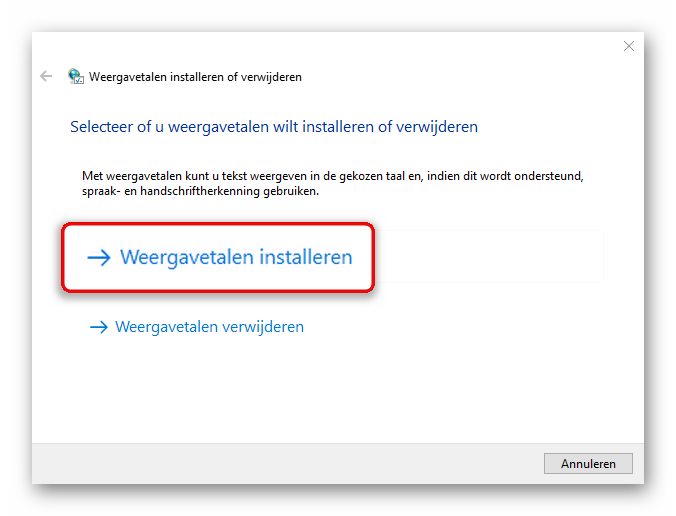 Weergavetalen installeren of verwijderen
Selecteer of u weergavetalen wilt installeren of verwijderen
Met weergavetalen kunt u tekst weergeven in de gekozen taal en, indien dit wordt ondersteund,
spraak- en handschriftherkenning gebruiken.
Weergavetalen installeren
Weergavetalen verwijderen
Annuleren